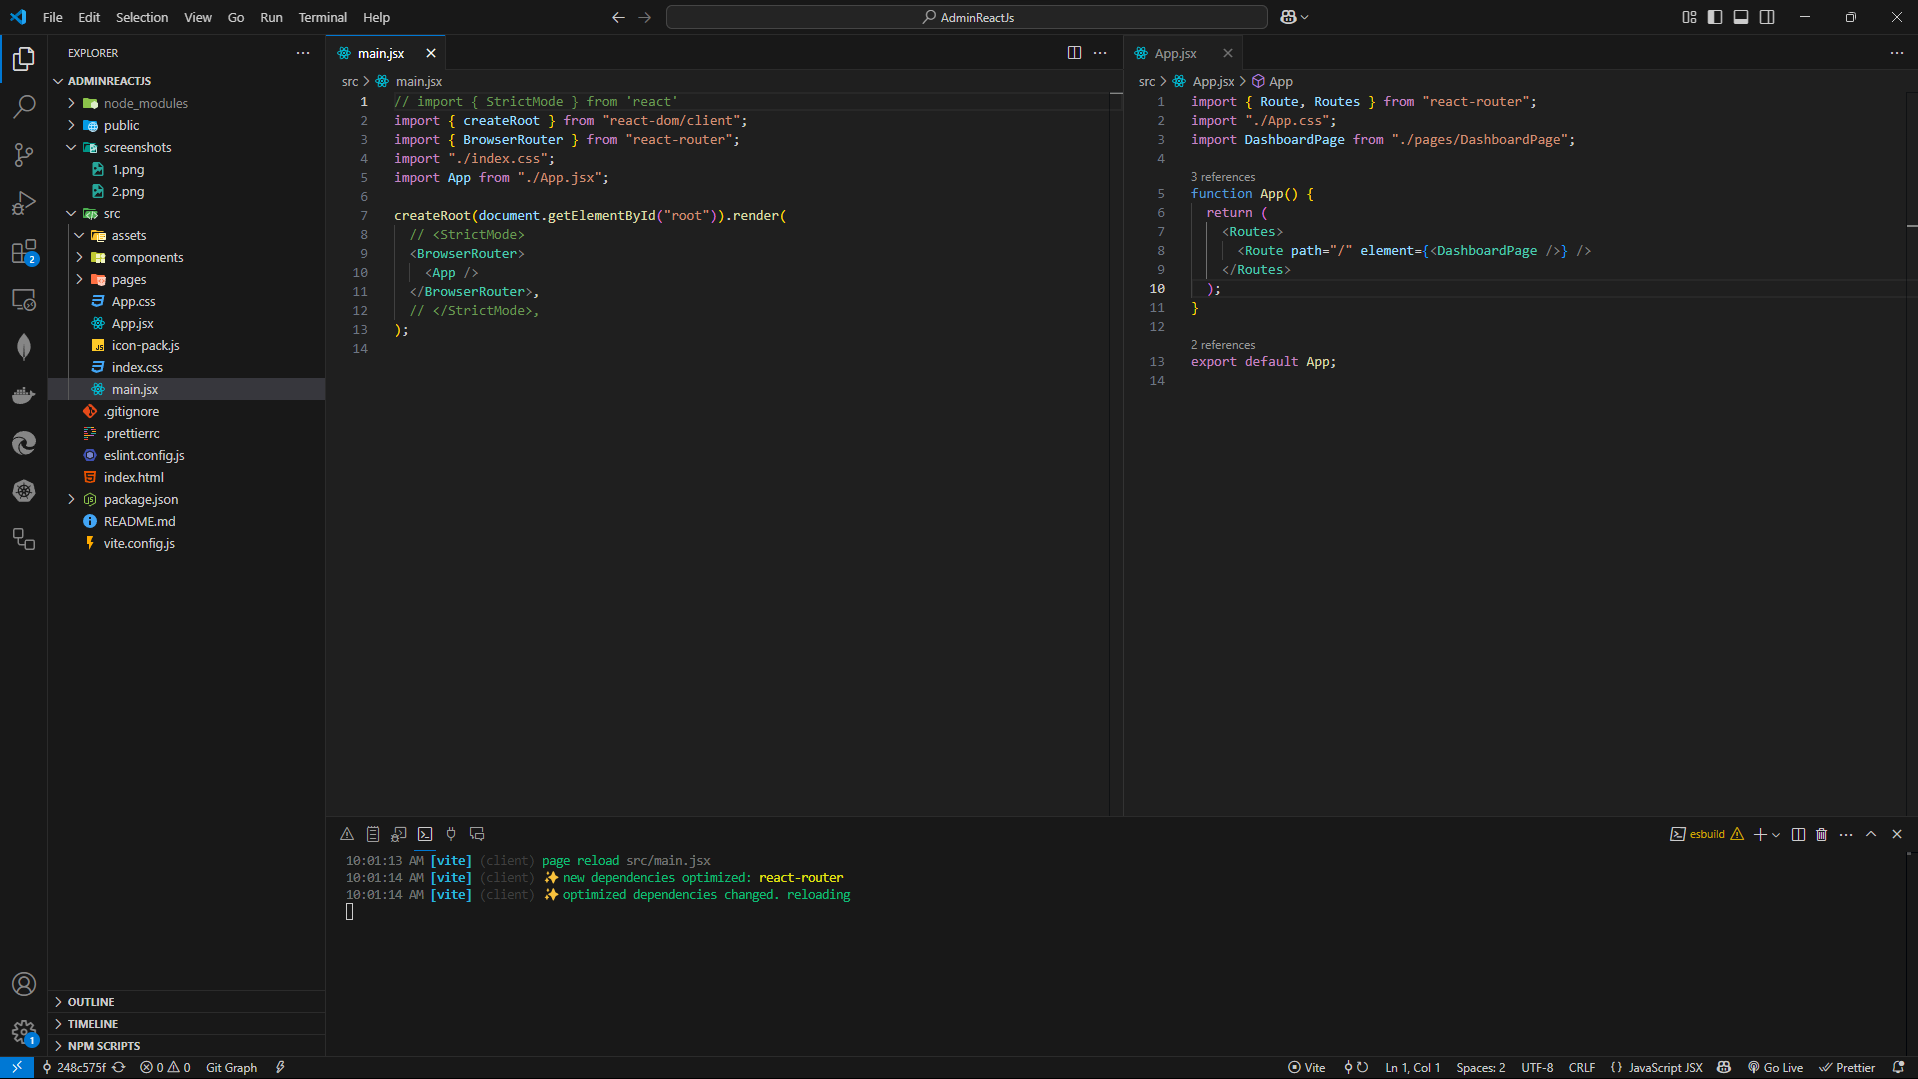 File Edit Selection View Go Run Terminal Help
AdminReactJs
EXPLORER
ADMINREACTJS
node_modules
public
screenshots
1.png
2.png
src
assets
components
pages
App.css
App.jsx
icon-pack.js
index.css
main.jsx
.gitignore
.prettierrc
eslint.config.js
index.html
package.json
README.md
vite.config.js
OUTLINE
TIMELINE
NPM SCRIPTS
2
1
main.jsx
src > main.jsx
1 // import { StrictMode } from 'react'
2 import { createRoot } from "react-dom/client";
3 import { BrowserRouter } from "react-router";
4 import "./index.css";
5 import App from "./App.jsx";
6
7 createRoot(document.getElementById("root")).render(
8 // <StrictMode>
9 <BrowserRouter>
10 <App />
11 </BrowserRouter>,
12 // </StrictMode>,
13 );
14
App.jsx
src > App.jsx > App
1 import { Route, Routes } from "react-router";
2 import "./App.css";
3 import DashboardPage from "./pages/DashboardPage";
4
3 references
5 function App() {
6 return (
7 <Routes>
8 <Route path="/" element={<DashboardPage />} />
9 </Routes>
10 );
11 }
12
2 references
13 export default App;
14
esbuild
10:01:13 AM [vite] (client) page reload src/main.jsx
10:01:14 AM [vite] (client) ✨ new dependencies optimized: react-router
10:01:14 AM [vite] (client) ✨ optimized dependencies changed. reloading
248c575f 0 0 Git Graph
Vite Ln 1, Col 1 Spaces: 2 UTF-8 CRLF {} JavaScript JSX Go Live Prettier